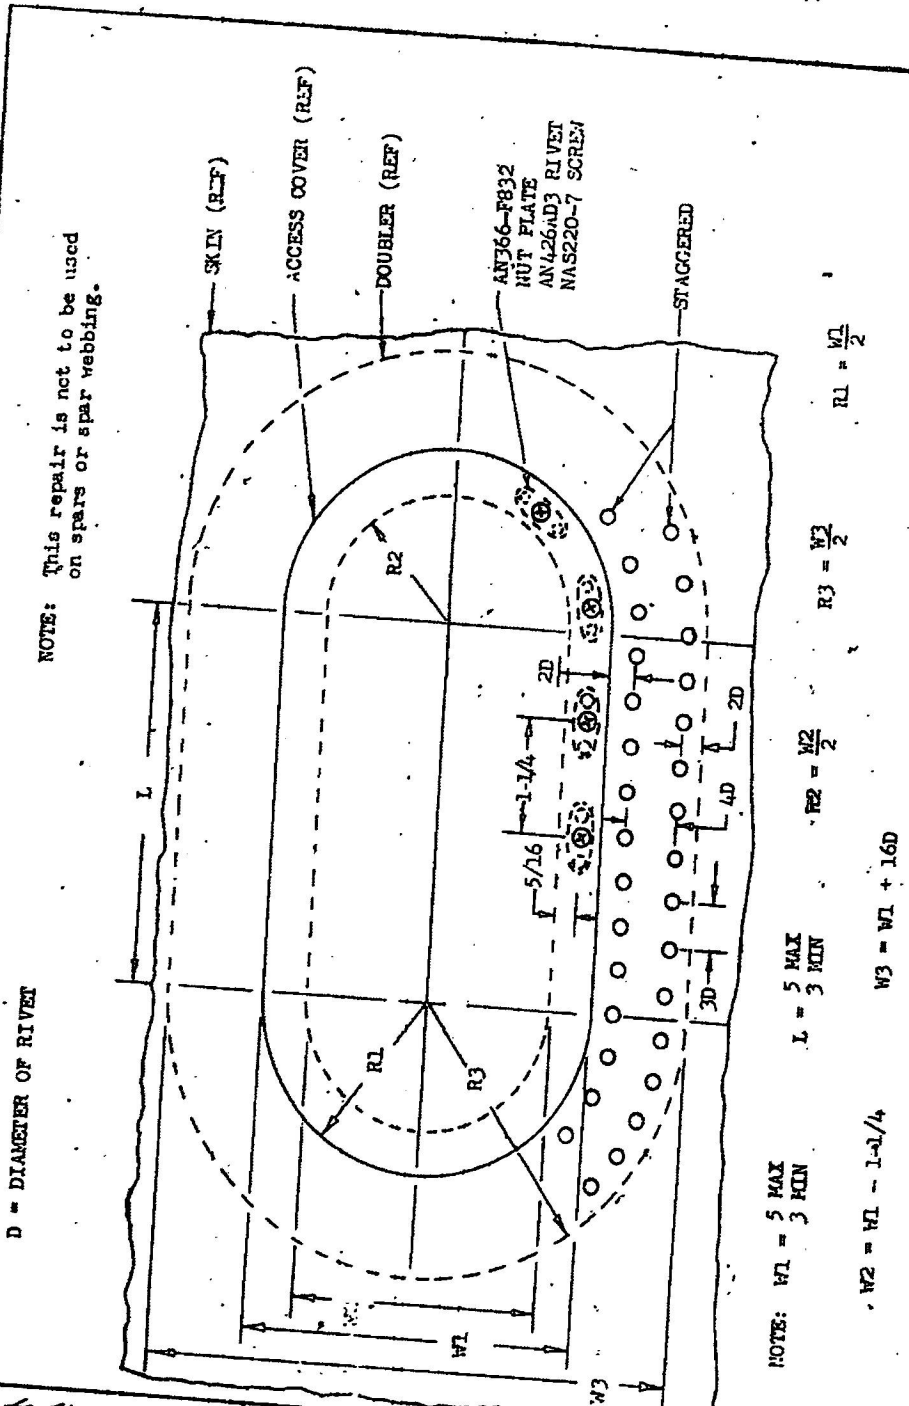 D = DIAMETER OF RIVET
NOTE: This repair is not to be used
on spars or spar webbing.
SKIN (REF)
ACCESS COVER (REF)
DOUBLER (REF)
AN366-F832
NUT PLATE
AN426AD3 RIVET
NAS220-7 SCREW
STAGGERED
L
R2
R1
R3
2D
1-1/4
5/16
2D
4D
3D
W1
W3
NOTE: W1 = 5 MAX
3 MIN
L = 5 MAX
3 MIN
R2 = W2
2
R3 = W3
2
R1 = W1
2
W2 = W1 - 1-1/4
W3 = W1 + 16D